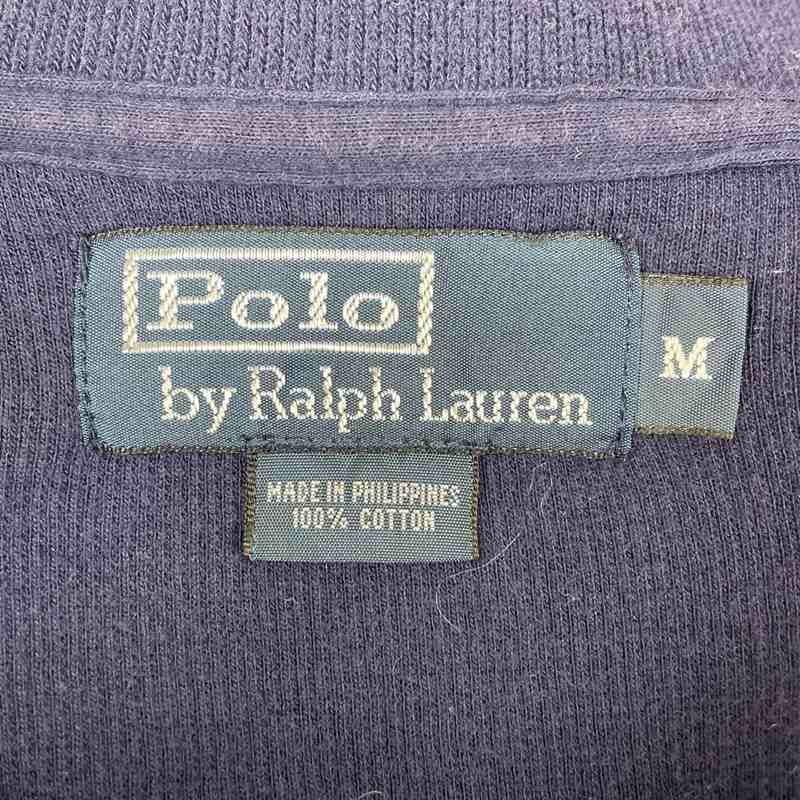 Polo
by Ralph Lauren
M
MADE IN PHILIPPINES
100% COTTON